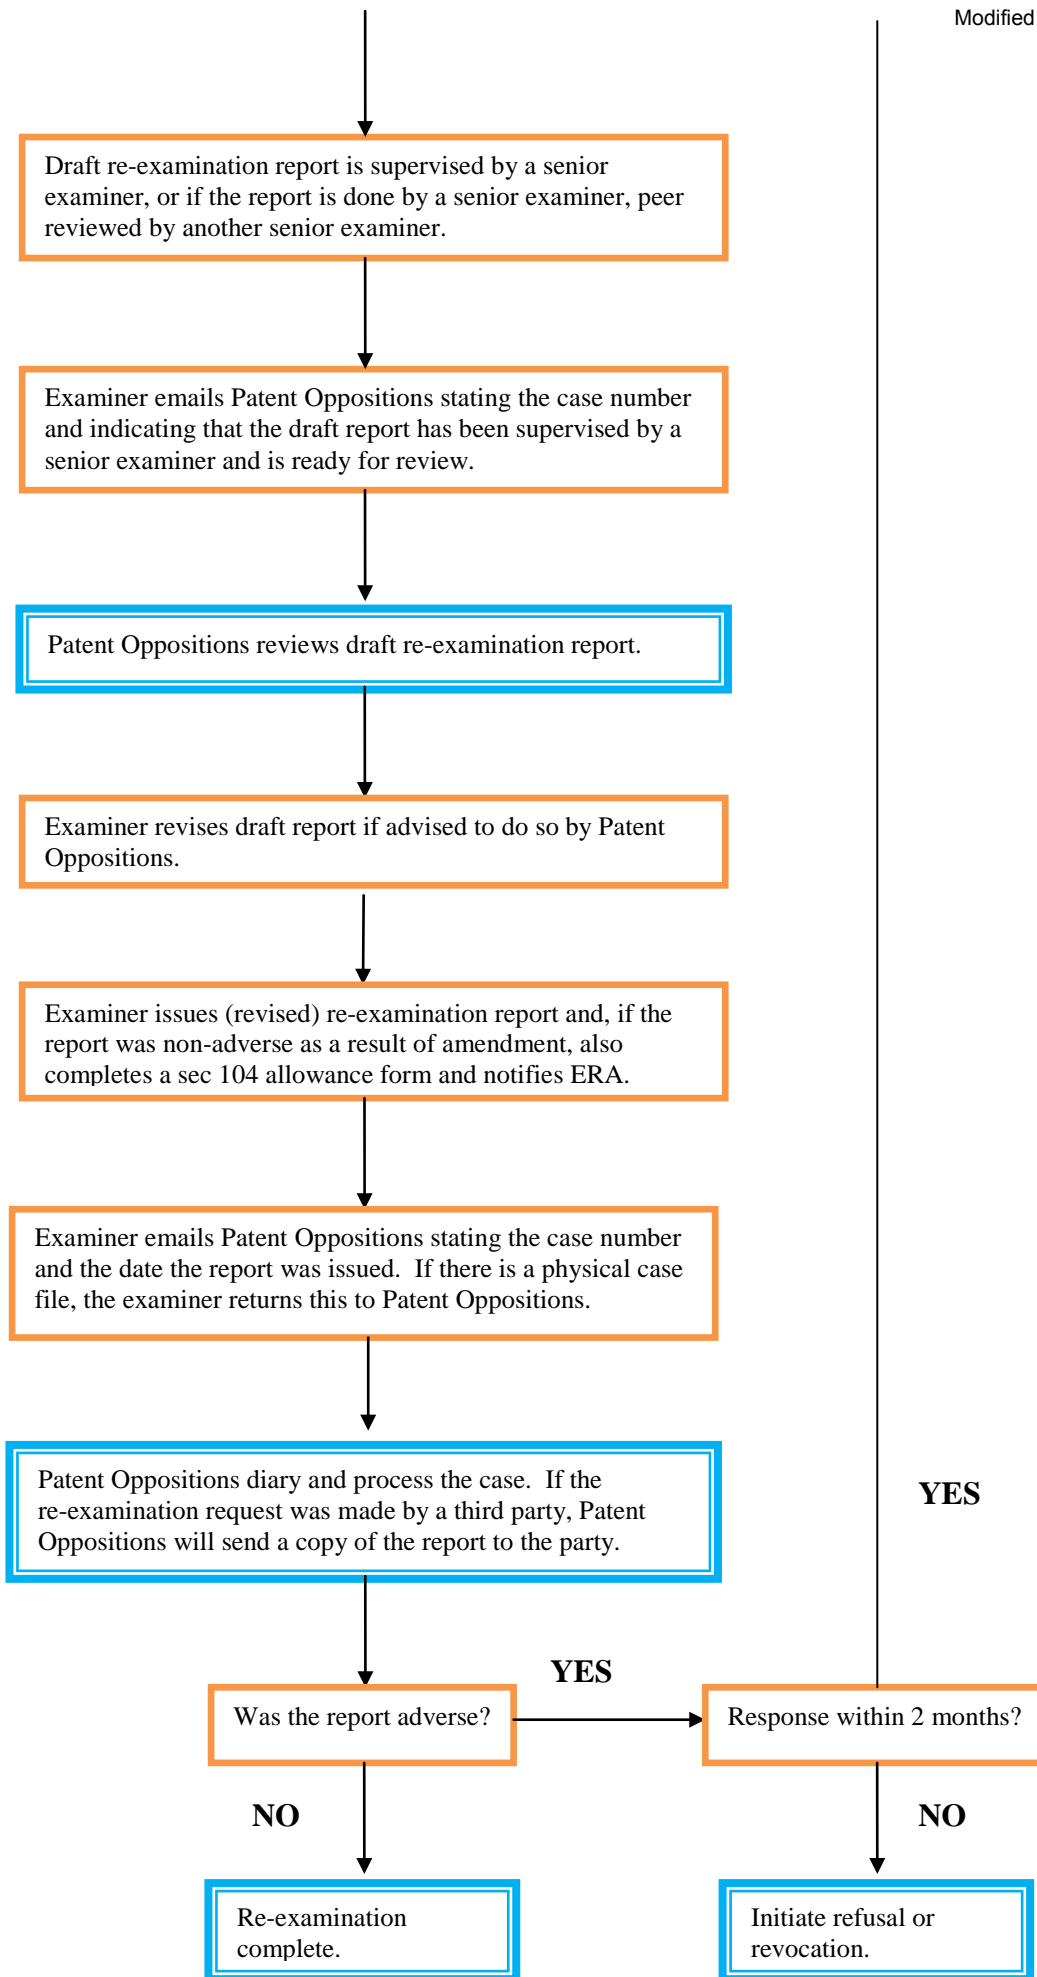 Modified
Draft re-examination report is supervised by a senior
examiner, or if the report is done by a senior examiner, peer
reviewed by another senior examiner.
Examiner emails Patent Oppositions stating the case number
and indicating that the draft report has been supervised by a
senior examiner and is ready for review.
Patent Oppositions reviews draft re-examination report.
Examiner revises draft report if advised to do so by Patent
Oppositions.
Examiner issues (revised) re-examination report and, if the
report was non-adverse as a result of amendment, also
completes a sec 104 allowance form and notifies ERA.
Examiner emails Patent Oppositions stating the case number
and the date the report was issued.  If there is a physical case
file, the examiner returns this to Patent Oppositions.
Patent Oppositions diary and process the case.  If the
re-examination request was made by a third party, Patent
Oppositions will send a copy of the report to the party.
YES
YES
Was the report adverse?
Response within 2 months?
NO
NO
Re-examination
complete.
Initiate refusal or
revocation.